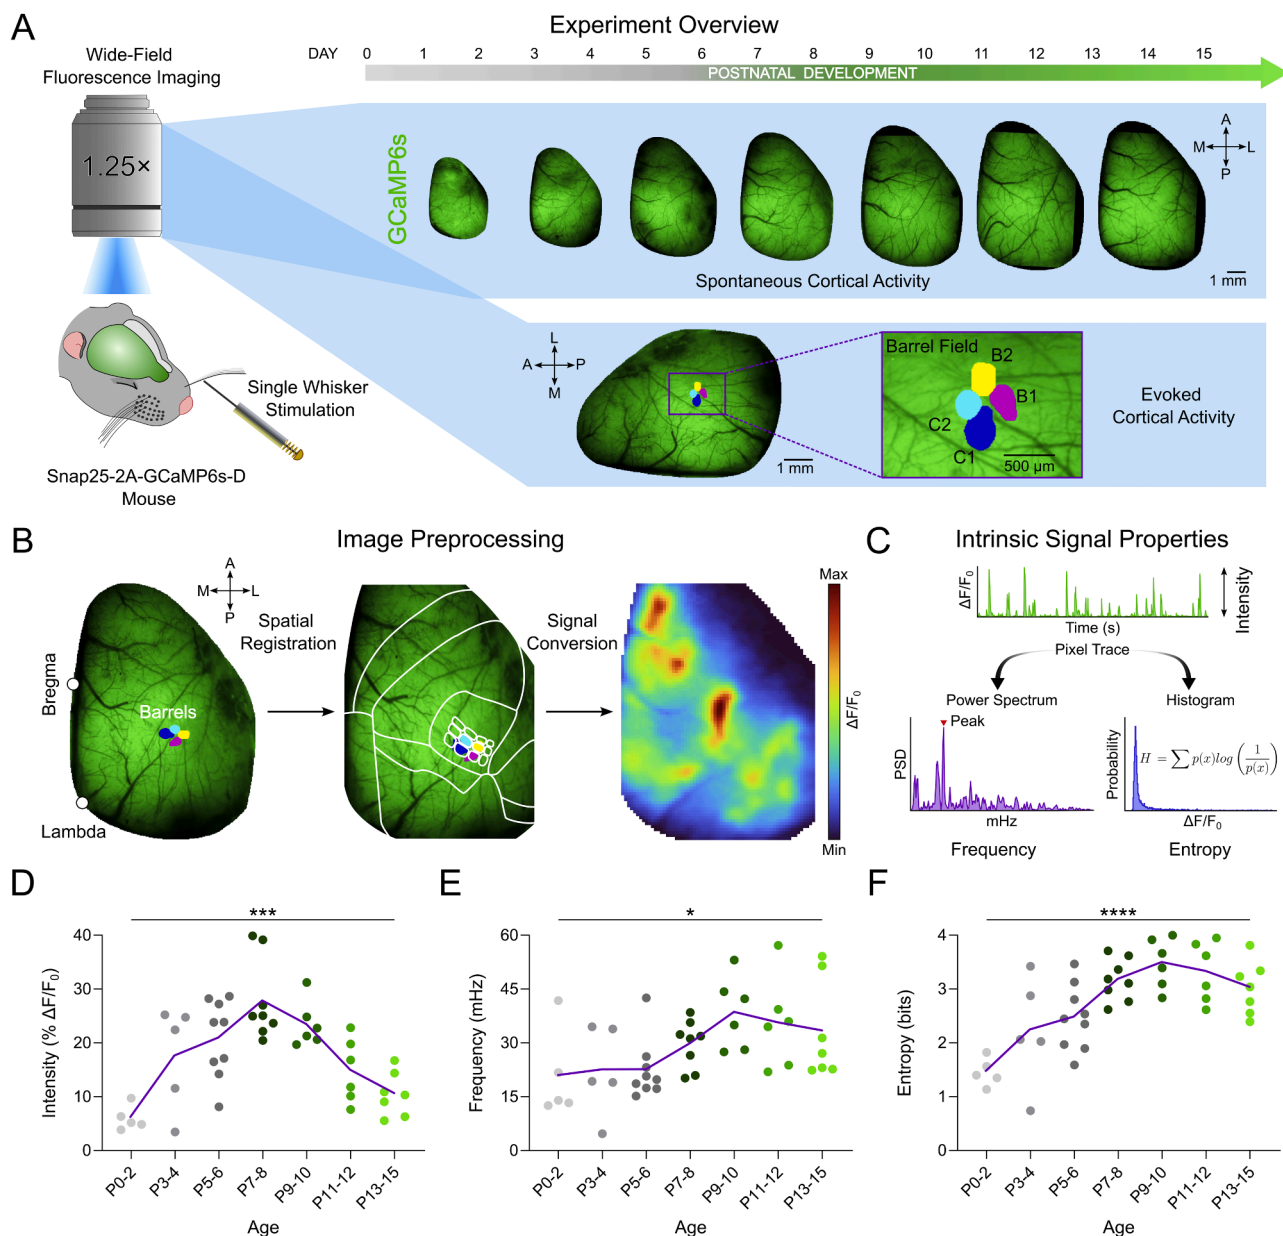 A
Experiment Overview
Wide-Field
Fluorescence Imaging
1.25×
Single Whisker
Stimulation
Snap25-2A-GCaMP6s-D
Mouse
DAY 0 1 2 3 4 5 6 7 8 9 10 11 12 13 14 15
POSTNATAL DEVELOPMENT
GCaMP6s
A
M L
P
Spontaneous Cortical Activity
1 mm
L
A P
M
1 mm
Barrel Field
B2
B1
C2
C1
500 μm
Evoked
Cortical Activity
B
Image Preprocessing
A
M L
P
Bregma
Barrels
Lambda
Spatial
Registration
Signal
Conversion
Max
ΔF/F₀
Min
C
Intrinsic Signal Properties
ΔF/F₀
Intensity
Time (s)
Pixel Trace
Power Spectrum
Peak
PSD
mHz
Frequency
Histogram
Probability
H = ∑ p(x)log (1/p(x))
ΔF/F₀
Entropy
D
***
Intensity (% ΔF/F₀)
40
30
20
10
0
P0-2 P3-4 P5-6 P7-8 P9-10 P11-12 P13-15
Age
E
*
Frequency (mHz)
60
45
30
15
0
P0-2 P3-4 P5-6 P7-8 P9-10 P11-12 P13-15
Age
F
****
Entropy (bits)
4
3
2
1
0
P0-2 P3-4 P5-6 P7-8 P9-10 P11-12 P13-15
Age